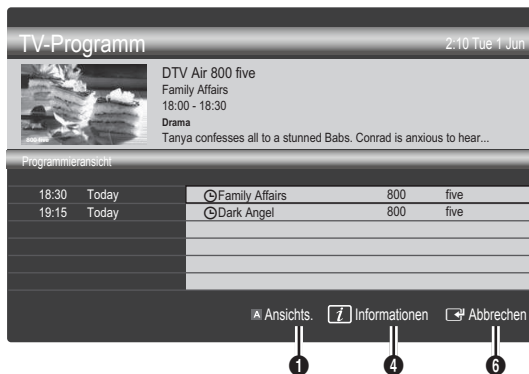 TV-Programm 2:10 Tue 1 Jun
DTV Air 800 five
Family Affairs
18:00 - 18:30
Drama
Tanya confesses all to a stunned Babs. Conrad is anxious to hear...
Programmieransicht
18:30 Today Family Affairs 800 five
19:15 Today Dark Angel 800 five
A Ansichts. i Informationen Abbrechen
1 4 6